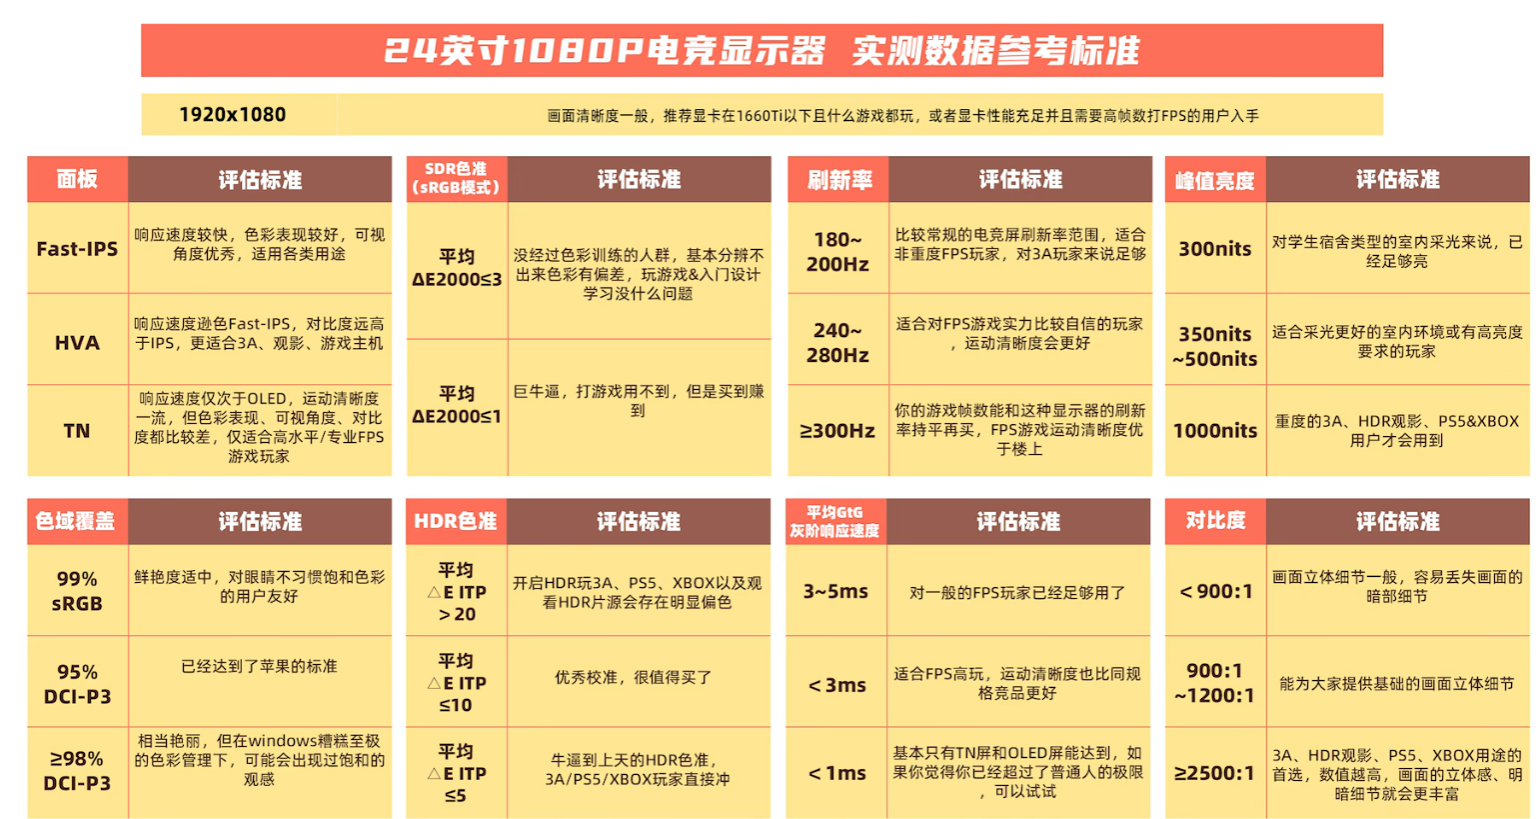 24英寸1080P电竞显示器 实测数据参考标准
1920x1080
画面清晰度一般，推荐显卡在1660Ti以下且什么游戏都玩，或者显卡性能充足并且需要高帧数打FPS的用户入手
面板
评估标准
Fast-IPS
响应速度较快，色彩表现较好，可视
角度优秀，适用各类用途
HVA
响应速度逊色Fast-IPS，对比度远高
于IPS，更适合3A、观影、游戏主机
TN
响应速度仅次于OLED，运动清晰度
一流，但色彩表现、可视角度、对比
度都比较差，仅适合高水平/专业FPS
游戏玩家
SDR色准
（sRGB模式）
评估标准
平均
ΔE2000≤3
没经过色彩训练的人群，基本分辨不
出来色彩有偏差，玩游戏&入门设计
学习没什么问题
平均
ΔE2000≤1
巨牛逼，打游戏用不到，但是买到赚
到
刷新率
评估标准
180~
200Hz
比较常规的电竞屏刷新率范围，适合
非重度FPS玩家，对3A玩家来说足够
240~
280Hz
适合对FPS游戏实力比较自信的玩家
，运动清晰度会更好
≥300Hz
你的游戏帧数能和这种显示器的刷新
率持平再买，FPS游戏运动清晰度优
于楼上
峰值亮度
评估标准
300nits
对学生宿舍类型的室内采光来说，已
经足够亮
350nits
~500nits
适合采光更好的室内环境或有高亮度
要求的玩家
1000nits
重度的3A、HDR观影、PS5&XBOX
用户才会用到
色域覆盖
评估标准
99%
sRGB
鲜艳度适中，对眼睛不习惯饱和色彩
的用户友好
95%
DCI-P3
已经达到了苹果的标准
≥98%
DCI-P3
相当艳丽，但在windows糟糕至极
的色彩管理下，可能会出现过饱和的
观感
HDR色准
评估标准
平均
△E ITP
＞20
开启HDR玩3A、PS5、XBOX以及观
看HDR片源会存在明显偏色
平均
△E ITP
≤10
优秀校准，很值得买了
平均
△E ITP
≤5
牛逼到上天的HDR色准，
3A/PS5/XBOX玩家直接冲
平均GtG
灰阶响应速度
评估标准
3~5ms
对一般的FPS玩家已经足够用了
＜3ms
适合FPS高玩，运动清晰度也比同规
格竞品更好
＜1ms
基本只有TN屏和OLED屏能达到，如
果你觉得你已经超过了普通人的极限
，可以试试
对比度
评估标准
＜900:1
画面立体细节一般，容易丢失画面的
暗部细节
900:1
~1200:1
能为大家提供基础的画面立体细节
≥2500:1
3A、HDR观影、PS5、XBOX用途的
首选，数值越高，画面的立体感、明
暗细节就会更丰富